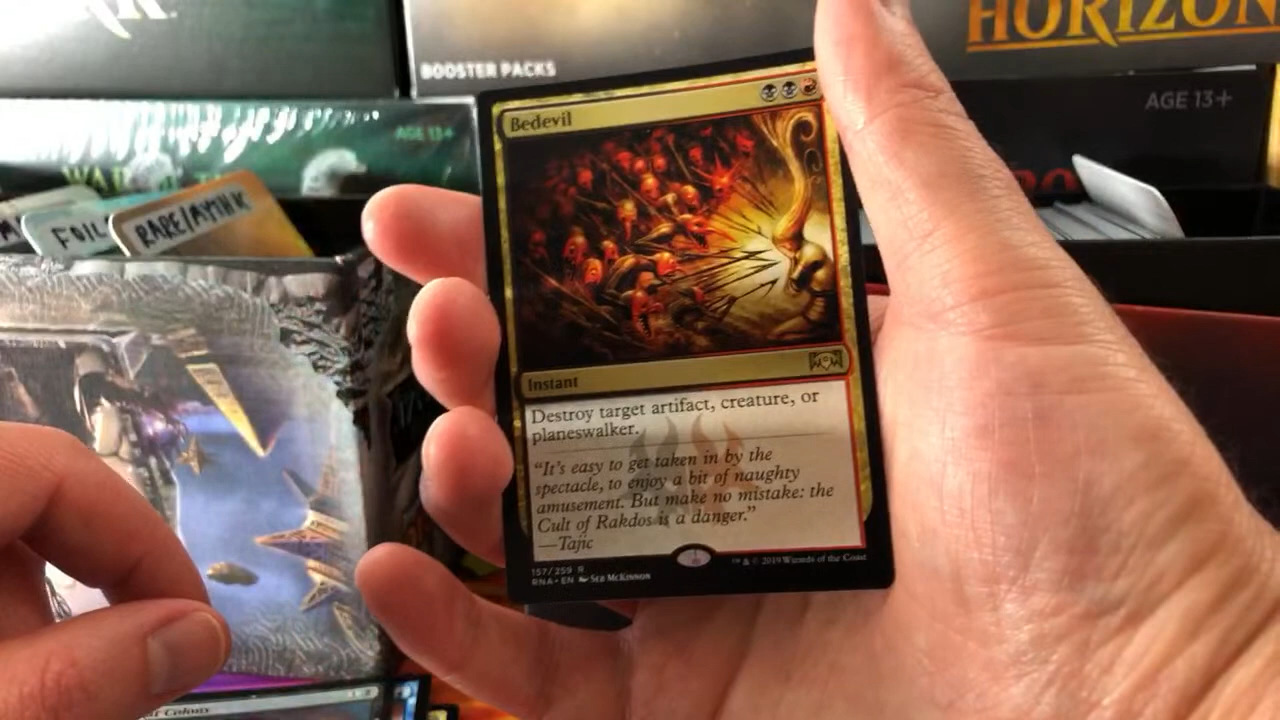 HORIZON
BOOSTER PACKS
AGE 13+
AGE 13+
WAR
FOIL
RARE/MYTHIC
Bedevil
Instant
Destroy target artifact, creature, or
planeswalker.
“It's easy to get taken in by the
spectacle, to enjoy a bit of naughty
amusement. But make no mistake: the
Cult of Rakdos is a danger.”
—Tajic
157/259 R
RNA • EN Seb McKinnon
™ & © 2019 Wizards of the Coast
Colony